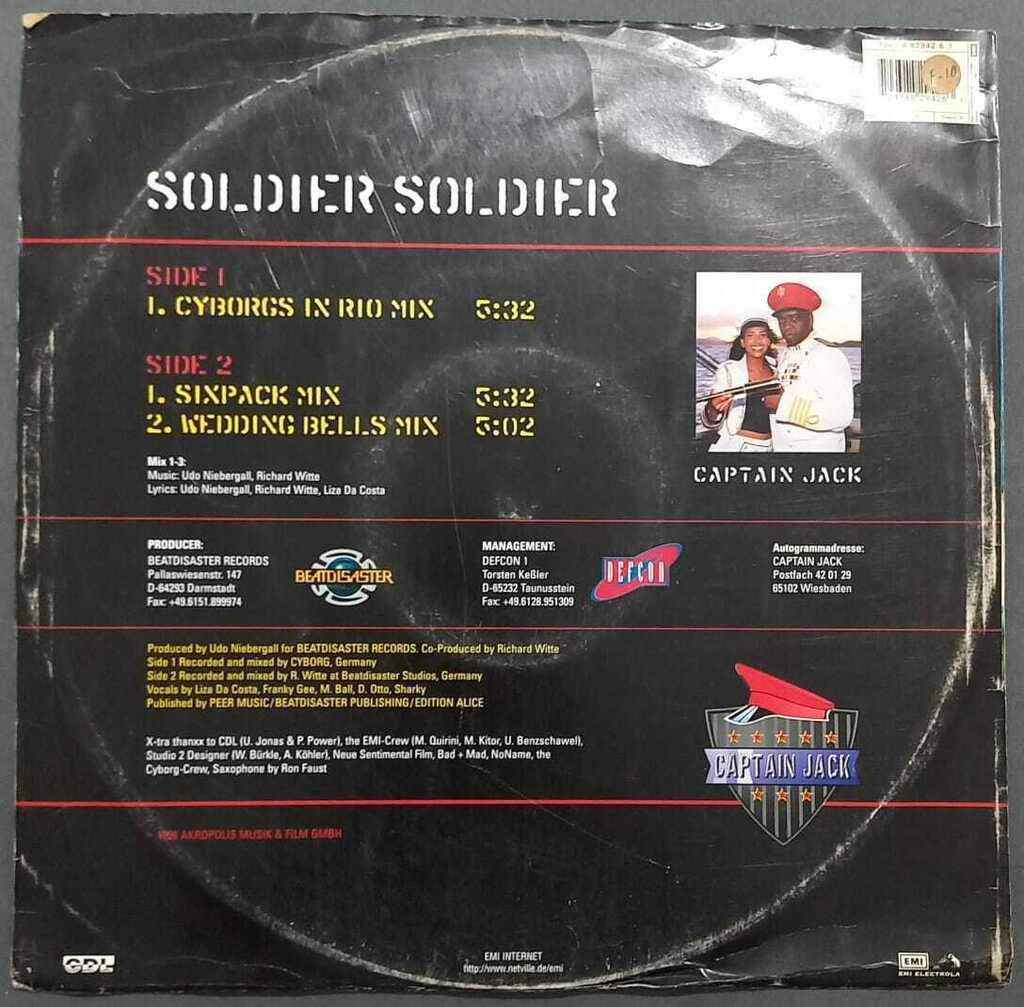 F-10
SOLDIER SOLDIER
SIDE 1
1. CYBORGS IN RIO MIX 5:32
SIDE 2
1. SIXPACK MIX 5:32
2. WEDDING BELLS MIX 5:02
Mix 1-3:
Music: Udo Niebergall, Richard Witte
Lyrics: Udo Niebergall, Richard Witte, Liza Da Costa
CAPTAIN JACK
PRODUCER:
BEATDISASTER RECORDS
Pallaswiesenstr. 147
D-64293 Darmstadt
Fax: +49.6151.899974
BEATDISASTER
MANAGEMENT:
DEFCON 1
Torsten Keßler
D-65232 Taunusstein
Fax: +49.6128.951309
DEFCON
Autogrammadresse:
CAPTAIN JACK
Postfach 42 01 29
65102 Wiesbaden
Produced by Udo Niebergall for BEATDISASTER RECORDS. Co-Produced by Richard Witte
Side 1 Recorded and mixed by CYBORG, Germany
Side 2 Recorded and mixed by R. Witte at Beatdisaster Studios, Germany
Vocals by Liza Da Costa, Franky Gee, M. Ball, D. Otto, Sharky
Published by PEER MUSIC/BEATDISASTER PUBLISHING/EDITION ALICE
X-tra thanxx to CDL (U. Jonas & P. Power), the EMI-Crew (M. Quirini, M. Kitor, U. Benzschawel),
Studio 2 Designer (W. Bürkle, A. Köhler), Neue Sentimental Film, Bad + Mad, NoName, the
Cyborg-Crew, Saxophone by Ron Faust
CAPTAIN JACK
AKROPOLIS MUSIK & FILM GMBH
CDL
EMI INTERNET
http://www.netville.de/emi
EMI
EMI ELECTROLA